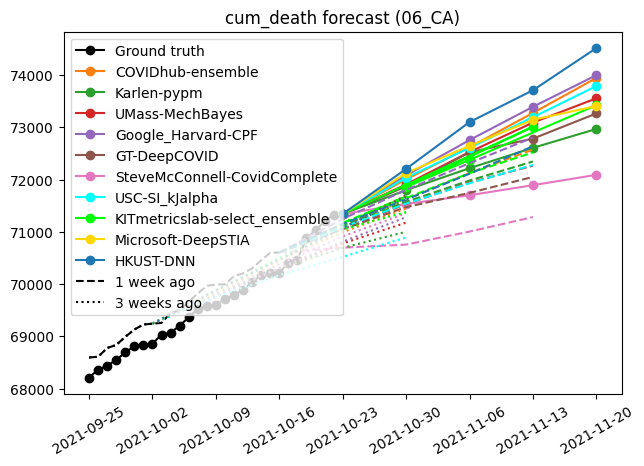 cum_death forecast (06_CA)
Ground truth
COVIDhub-ensemble
Karlen-pypm
UMass-MechBayes
Google_Harvard-CPF
GT-DeepCOVID
SteveMcConnell-CovidComplete
USC-SI_kJalpha
KITmetricslab-select_ensemble
Microsoft-DeepSTIA
HKUST-DNN
1 week ago
3 weeks ago
74000
73000
72000
71000
70000
69000
68000
2021-09-25
2021-10-02
2021-10-09
2021-10-16
2021-10-23
2021-10-30
2021-11-06
2021-11-13
2021-11-20